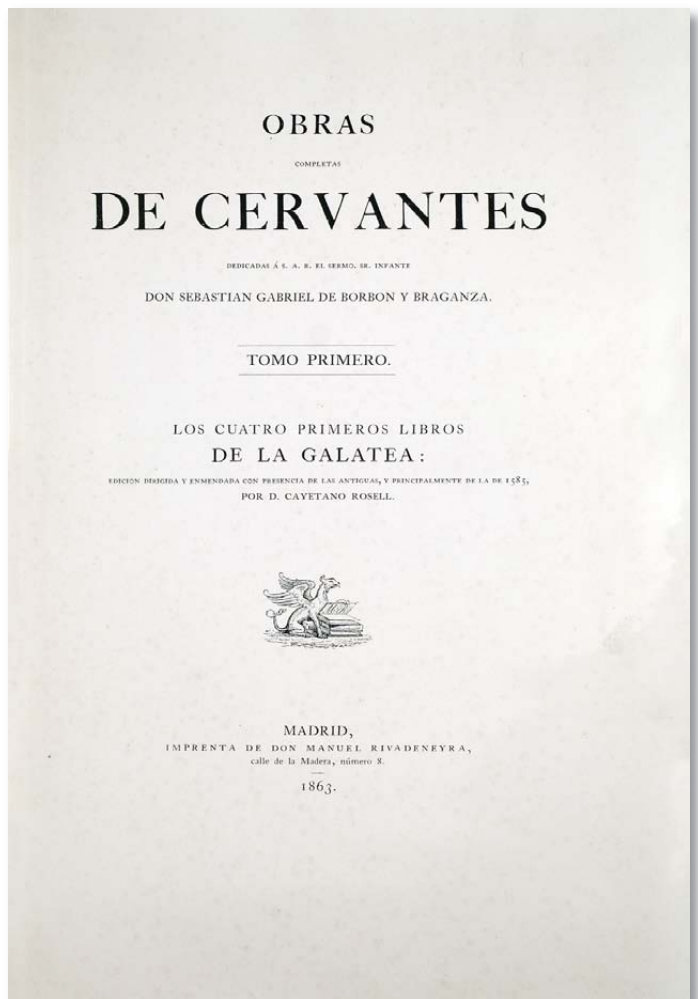 OBRAS
COMPLETAS
DE CERVANTES
DEDICADAS Á S. A. R. EL SERMO. SR. INFANTE
DON SEBASTIAN GABRIEL DE BORBON Y BRAGANZA.
TOMO PRIMERO.
LOS CUATRO PRIMEROS LIBROS
DE LA GALATEA:
EDICION DIRIGIDA Y ENMENDADA CON PRESENCIA DE LAS ANTIGUAS, Y PRINCIPALMENTE DE LA DE 1585,
POR D. CAYETANO ROSELL.
MADRID,
IMPRENTA DE DON MANUEL RIVADENEYRA,
calle de la Madera, número 8.
1863.